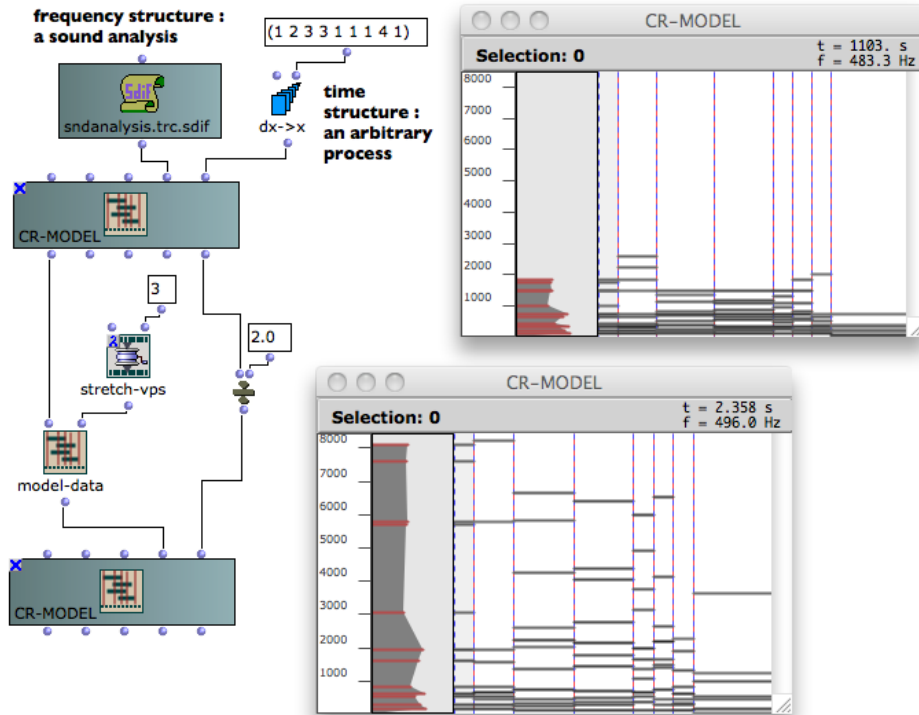 frequency structure :
a sound analysis
(1 2 3 3 1 1 1 4 1)
Sdif
sndanalysis.trc.sdif
dx->x
time
structure :
an arbitrary
process
CR-MODEL
3
2.0
stretch-vps
model-data
CR-MODEL
CR-MODEL
Selection: 0
t = 1103. s
f = 483.3 Hz
8000
7000
6000
5000
4000
3000
2000
1000
CR-MODEL
Selection: 0
t = 2.358 s
f = 496.0 Hz
8000
7000
6000
5000
4000
3000
2000
1000